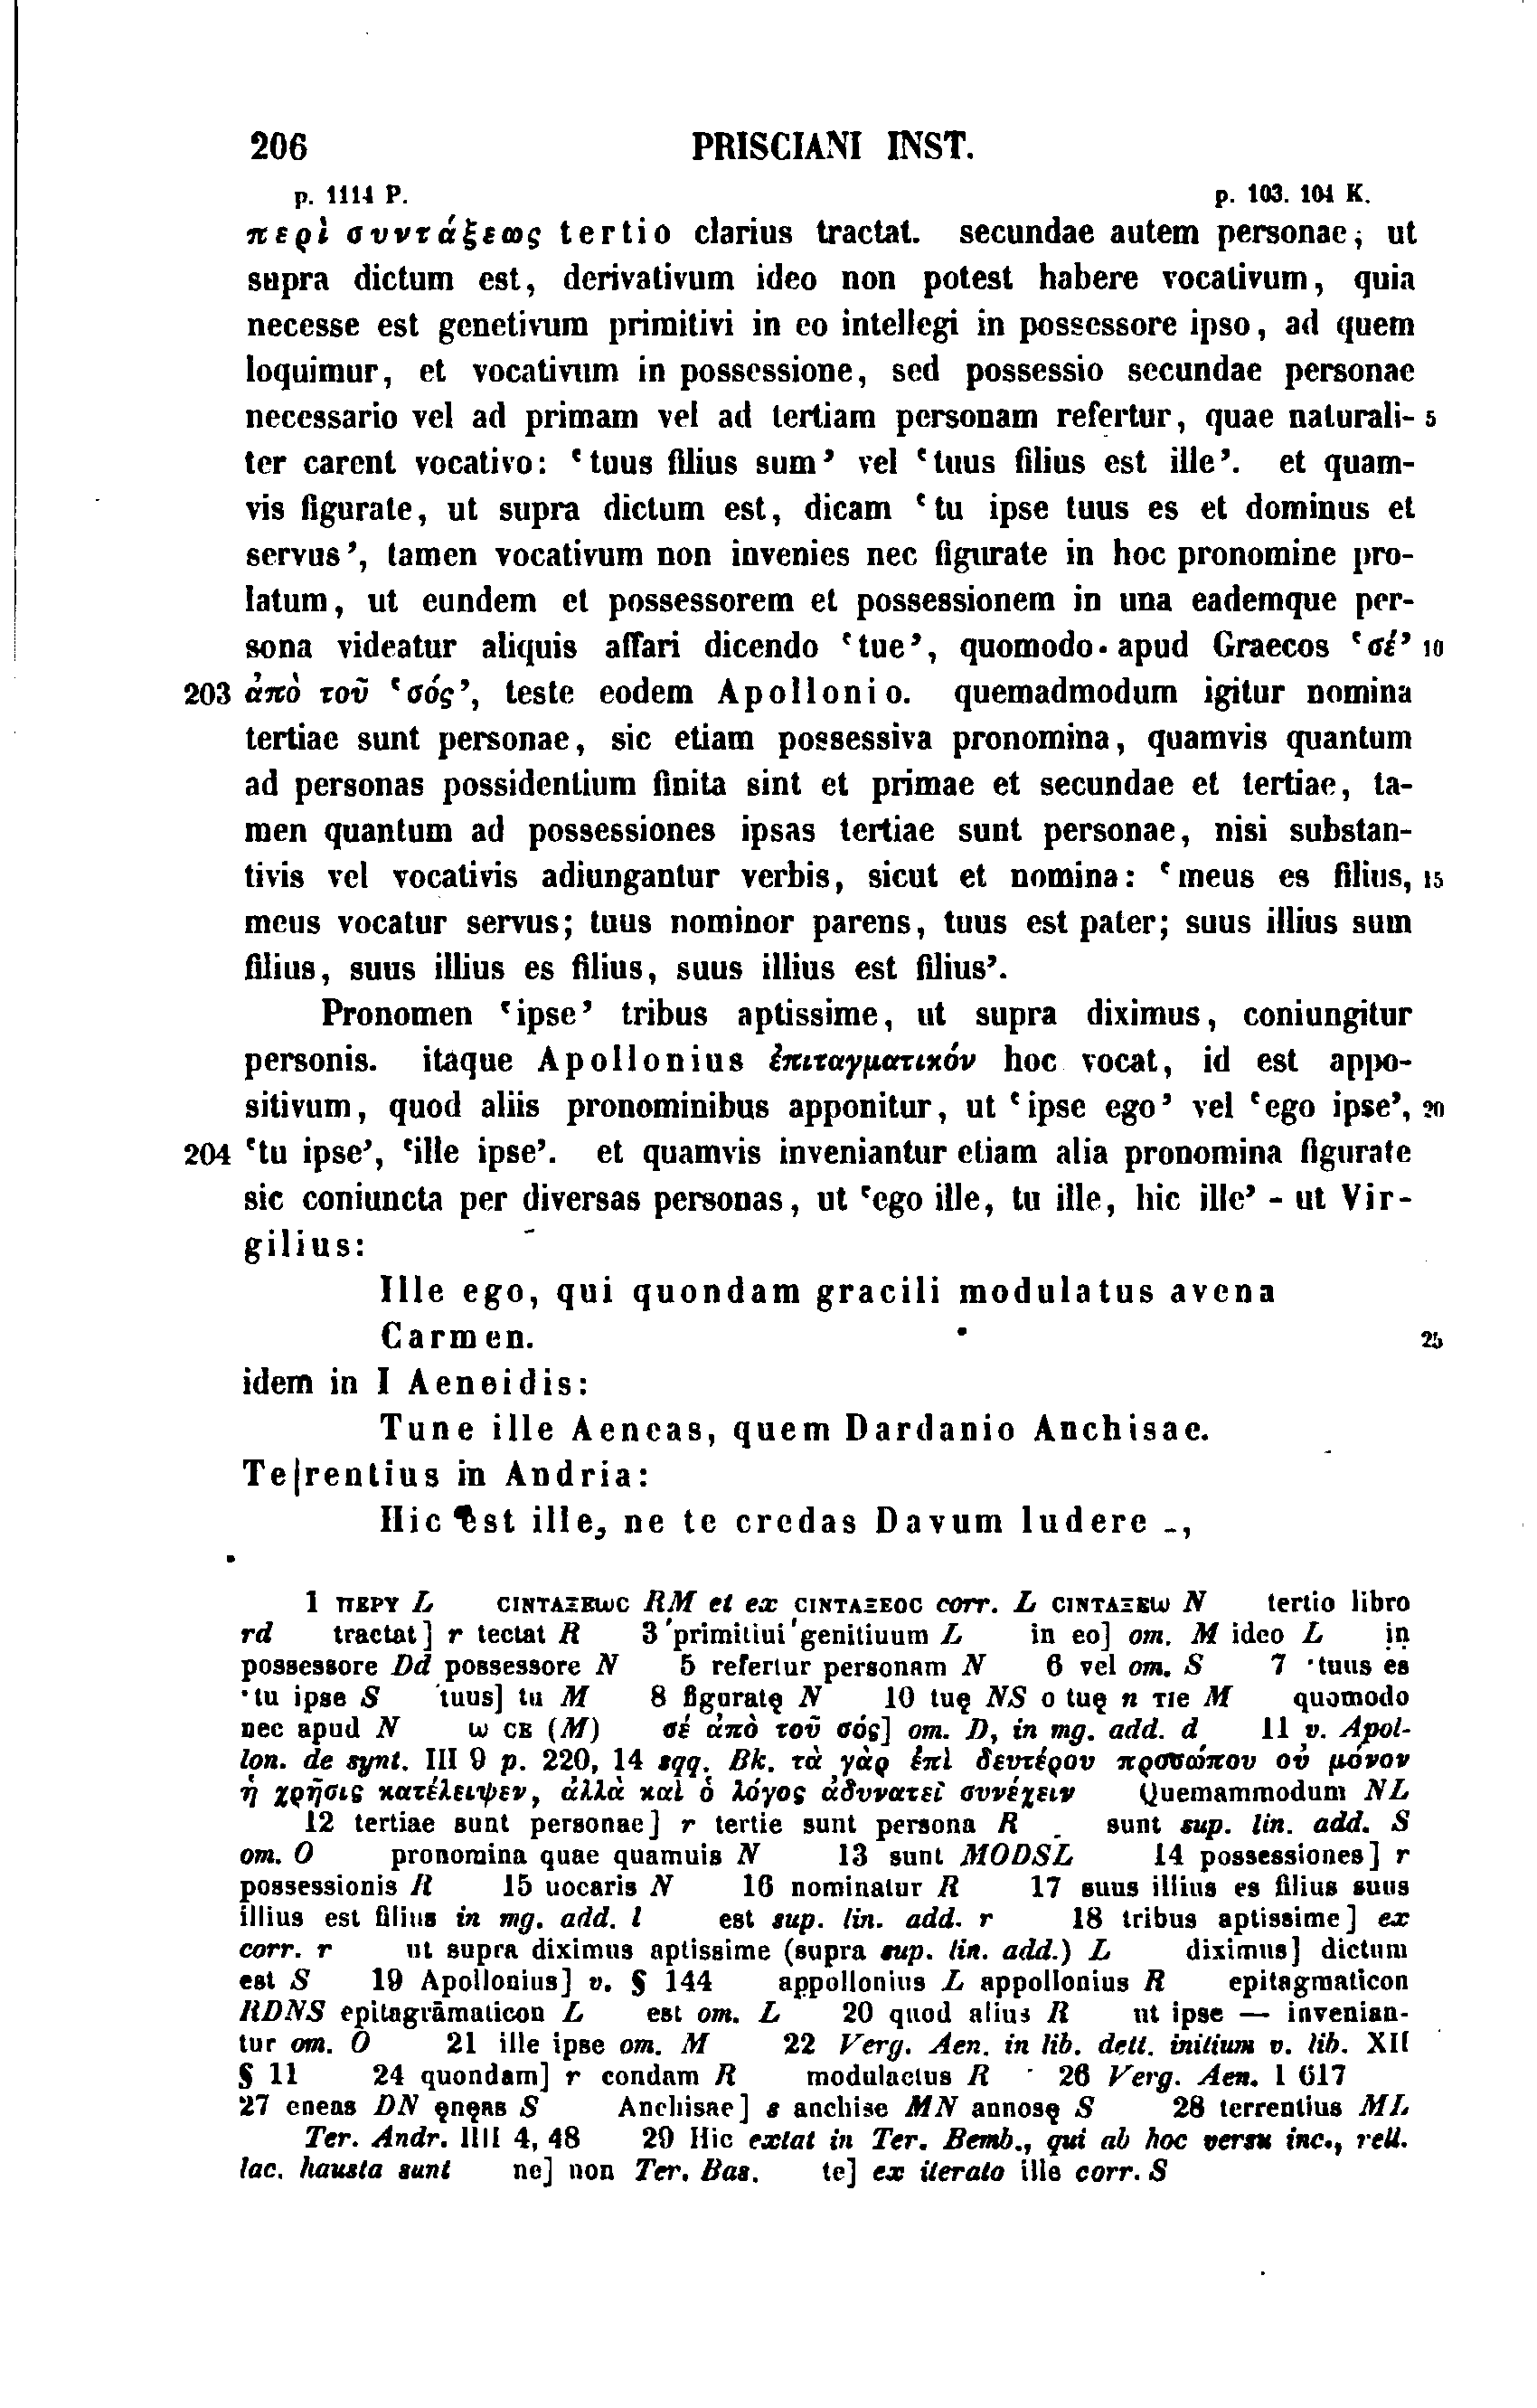 206 PRISCIANI INST.
p. 1114 P. p. 103. 104 K.
περὶ συντάξεως tertio clarius tractat. secundae autem personae, ut
supra dictum est, derivativum ideo non potest habere vocativum, quia
necesse est genetivum primitivi in eo intellegi in possessore ipso, ad quem
loquimur, et vocativum in possessione, sed possessio secundae personae
necessario vel ad primam vel ad tertiam personam refertur, quae naturali- 5
ter carent vocativo: ‘tuus filius sum’ vel ‘tuus filius est ille’. et quam-
vis figurate, ut supra dictum est, dicam ‘tu ipse tuus es et dominus et
servus’, tamen vocativum non invenies nec figurate in hoc pronomine pro-
latum, ut eundem et possessorem et possessionem in una eademque per-
sona videatur aliquis affari dicendo ‘tue’, quomodo apud Graecos ‘σέ’ 10
203 ἀπὸ τοῦ ‘σός’, teste eodem Apollonio. quemadmodum igitur nomina
tertiae sunt personae, sic etiam possessiva pronomina, quamvis quantum
ad personas possidentium finita sint et primae et secundae et tertiae, ta-
men quantum ad possessiones ipsas tertiae sunt personae, nisi substan-
tivis vel vocativis adiungantur verbis, sicut et nomina: ‘meus es filius, 15
meus vocatur servus; tuus nominor parens, tuus est pater; suus illius sum
filius, suus illius es filius, suus illius est filius’.
Pronomen ‘ipse’ tribus aptissime, ut supra diximus, coniungitur
personis. itaque Apollonius ἐπιταγματικόν hoc vocat, id est appo-
sitivum, quod aliis pronominibus apponitur, ut ‘ipse ego’ vel ‘ego ipse’, 20
204 ‘tu ipse’, ‘ille ipse’. et quamvis inveniantur etiam alia pronomina figurate
sic coniuncta per diversas personas, ut ‘ego ille, tu ille, hic ille’ - ut Vir-
gilius:
Ille ego, qui quondam gracili modulatus avena
Carmen. 25
idem in I Aeneidis:
Tune ille Aeneas, quem Dardanio Anchisae.
Te|rentius in Andria:
Hic est ille, ne te credas Davum ludere -,
1 πΕΡΥ L CΙΝΤΑΞΕωC RM et ex CΙΝΤΑΞΕΟC corr. L CΙΝΤΑΞΕω N tertio libro
rd tractat] r tectat R 3 'primitiui'genitiuum L in eo] om. M ideo L in
possessore Dd possessore N 5 refertur personam N 6 vel om. S 7 ·tuus es
·tu ipse S tuus] tu M 8 figuratę N 10 tuę NS o tuę n τιe M quomodo
nec apud N ω CE (M) σέ ἀπὸ τοῦ σός] om. D, in mg. add. d 11 v. Apol-
lon. de synt. III 9 p. 220, 14 sqq. Bk. τὰ γὰρ ἐπὶ δευτέρου προσώπου οὐ μόνον
ἡ χρῆσις κατέλειψεν, ἀλλὰ καὶ ὁ λόγος ἀδυνατεῖ συνέχειν Quemammodum NL
12 tertiae sunt personae] r tertie sunt persona R sunt sup. lin. add. S
om. O pronomina quae quamuis N 13 sunt MODSL 14 possessiones] r
possessionis R 15 uocaris N 16 nominatur R 17 suus illius es filius suus
illius est filius in mg. add. l est sup. lin. add. r 18 tribus aptissime] ex
corr. r ut supra diximus aptissime (supra sup. lin. add.) L diximus] dictum
est S 19 Apollonius] v. § 144 appollonius L appollonius R epitagmaticon
RDNS epitagrāmaticon L est om. L 20 quod alius R ut ipse — invenian-
tur om. O 21 ille ipse om. M 22 Verg. Aen. in lib. dett. initium v. lib. XII
§ 11 24 quondam] r condam R modulactus R 26 Verg. Aen. I 617
27 eneas DN ęnęas S Anchisae] s anchise MN annosę S 28 terrentius ML
Ter. Andr. IIII 4, 48 29 Hic extat in Ter. Bemb., qui ab hoc versu inc., rell.
lac. hausta sunt ne] non Ter. Bas. te] ex iterato ille corr. S